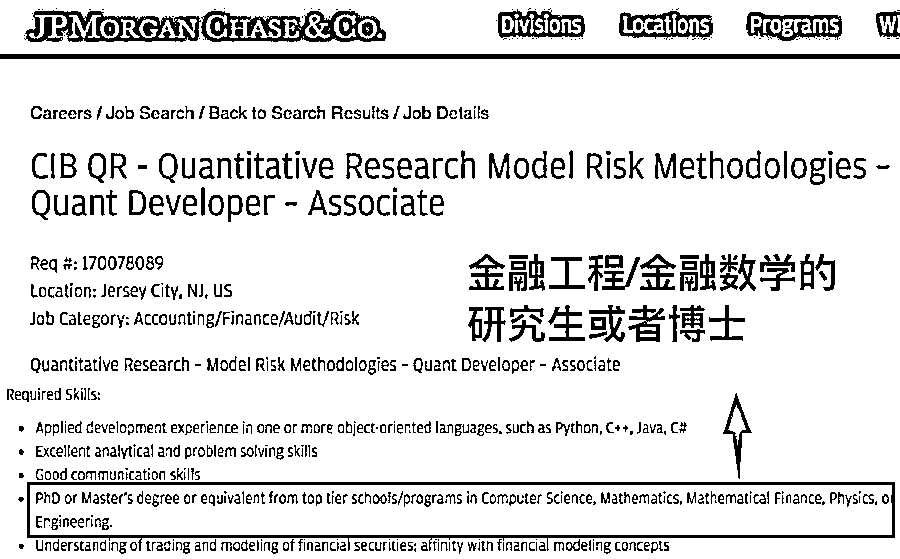 JPMORGAN CHASE & CO.
Divisions Locations Programs
Careers / Job Search / Back to Search Results / Job Details
CIB QR - Quantitative Research Model Risk Methodologies -
Quant Developer - Associate
Req #: 170078089
Location: Jersey City, NJ, US
Job Category: Accounting/Finance/Audit/Risk
金融工程/金融数学的
研究生或者博士
Quantitative Research - Model Risk Methodologies - Quant Developer - Associate
Required Skills:
• Applied development experience in one or more object-oriented languages, such as Python, C++, Java, C#
• Excellent analytical and problem solving skills
• Good communication skills
• PhD or Master's degree or equivalent from top tier schools/programs in Computer Science, Mathematics, Mathematical Finance, Physics, or
Engineering.
• Understanding of trading and modeling of financial securities; affinity with financial modeling concepts